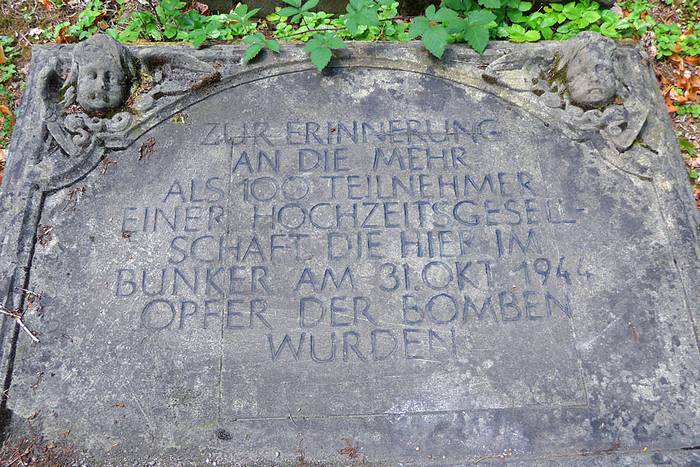 ZUR ERINNERUNG
AN DIE MEHR
ALS 100 TEILNEHMER
EINER HOCHZEITSGESELL-
SCHAFT DIE HIER IM
BUNKER AM 31.OKT 1944
OPFER DER BOMBEN
WURDEN